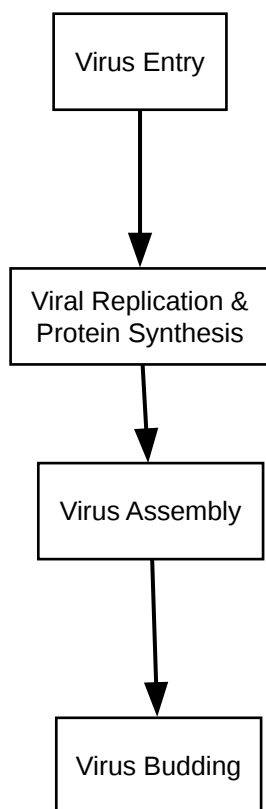 Virus Entry
Viral Replication &
Protein Synthesis
Virus Assembly
Virus Budding